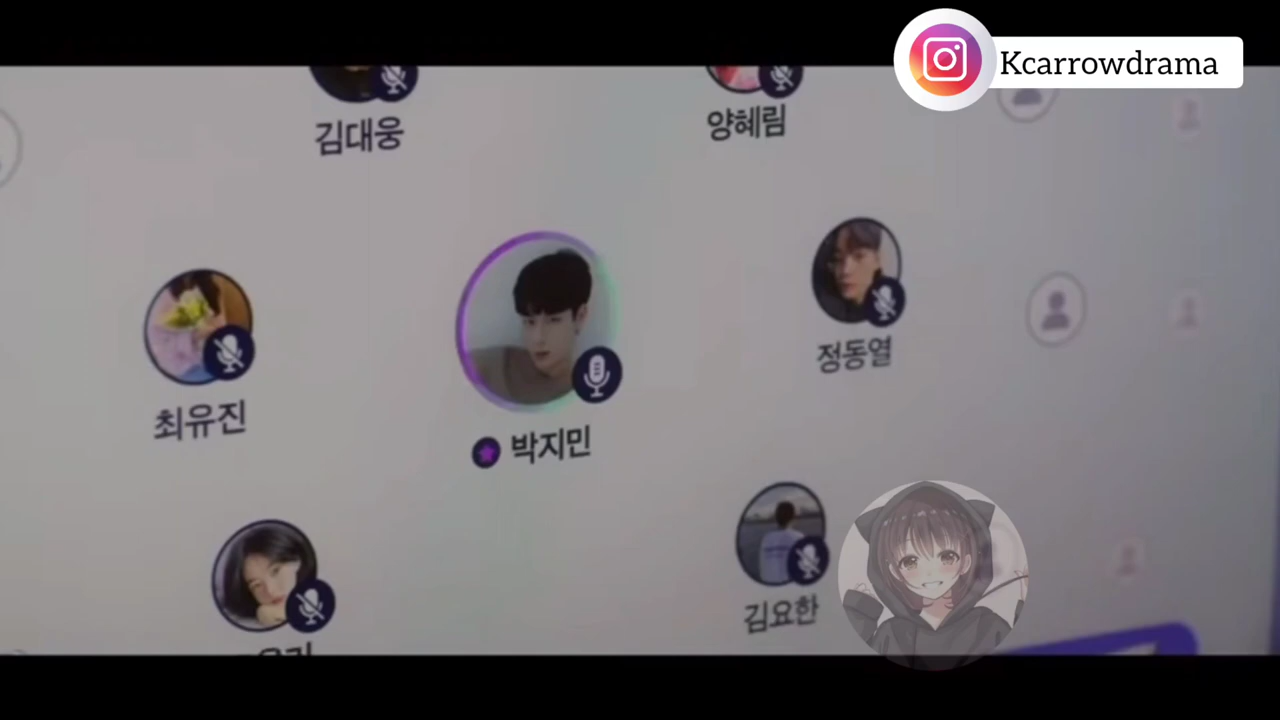 Kcarrowdrama
김대웅
양혜림
정동열
최유진
박지민
김요한